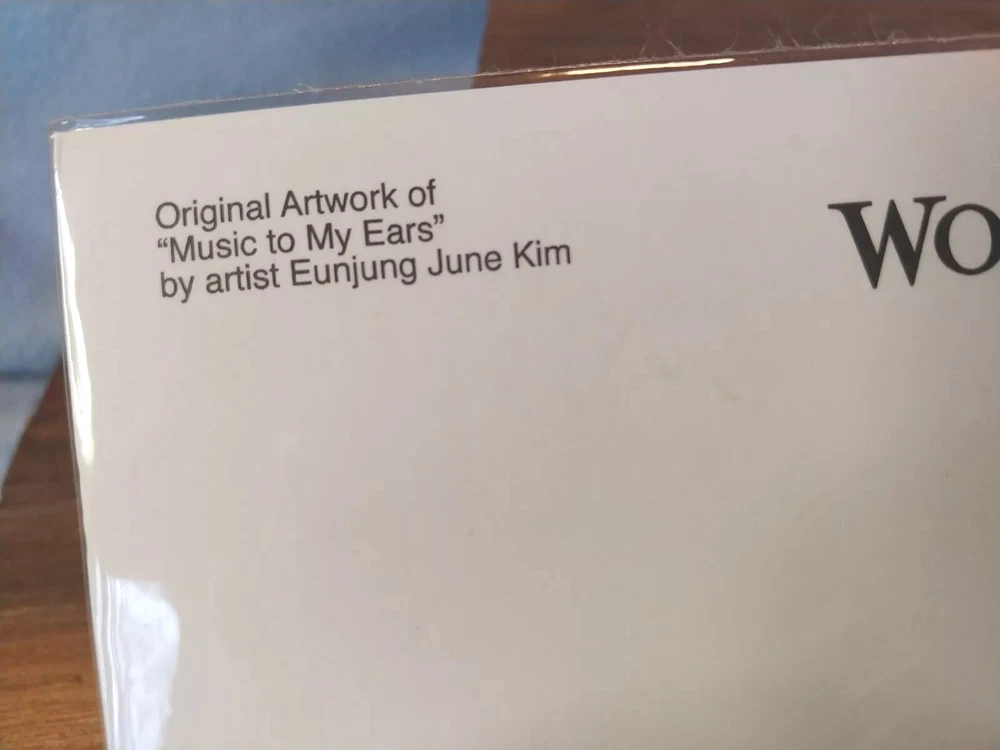 Original Artwork of
“Music to My Ears”
by artist Eunjung June Kim